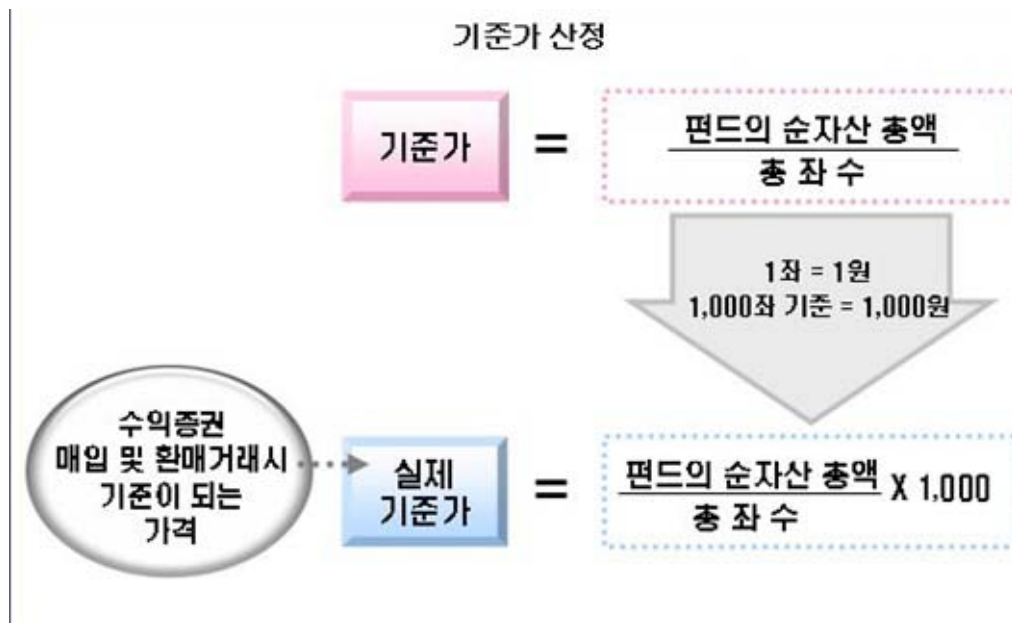 기준가 산정
기준가 = 펀드의 순자산 총액
총 좌 수
1좌 = 1원
1,000좌 기준 = 1,000원
수익증권
매입 및 환매거래시
기준이 되는
가격
실제
기준가
= 펀드의 순자산 총액 X 1,000
총 좌 수